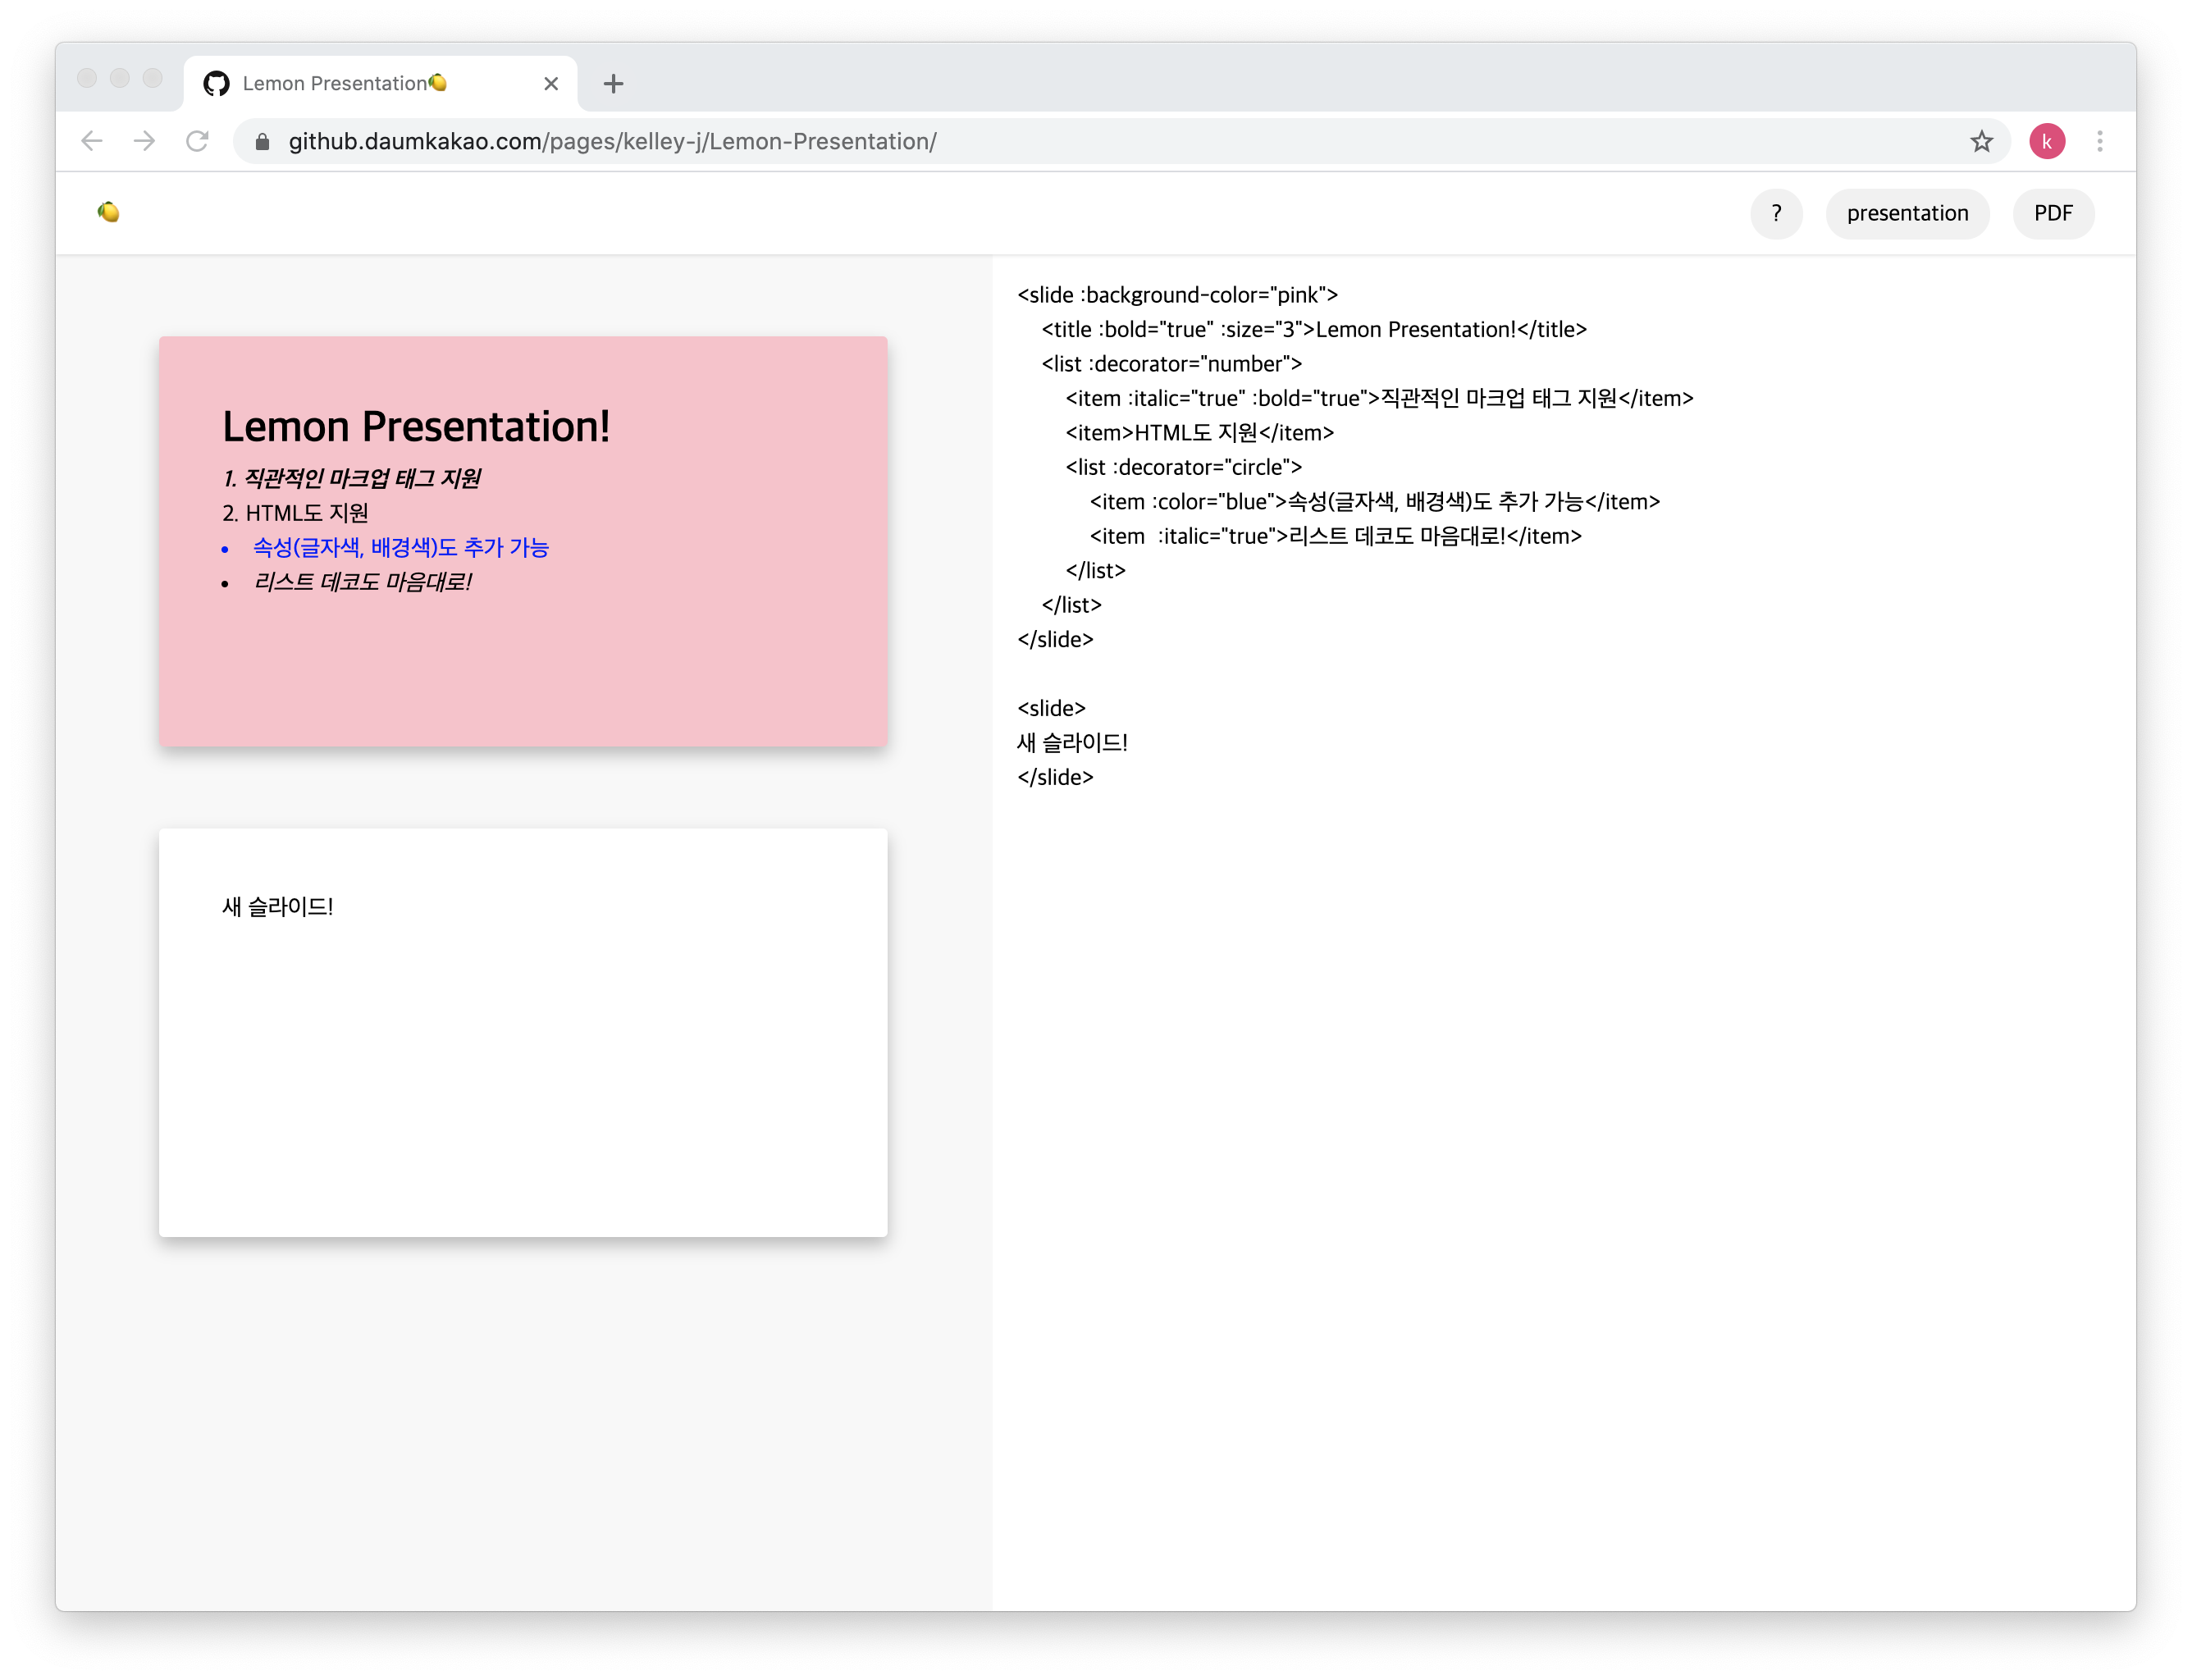 Lemon Presentation🍋
github.daumkakao.com/pages/kelley-j/Lemon-Presentation/
k
🍋
?
presentation
PDF
Lemon Presentation!
1. 직관적인 마크업 태그 지원
2. HTML도 지원
• 속성(글자색, 배경색)도 추가 가능
• 리스트 데코도 마음대로!
새 슬라이드!
<slide :background-color="pink">
<title :bold="true" :size="3">Lemon Presentation!</title>
<list :decorator="number">
<item :italic="true" :bold="true">직관적인 마크업 태그 지원</item>
<item>HTML도 지원</item>
<list :decorator="circle">
<item :color="blue">속성(글자색, 배경색)도 추가 가능</item>
<item  :italic="true">리스트 데코도 마음대로!</item>
</list>
</list>
</slide>
<slide>
새 슬라이드!
</slide>